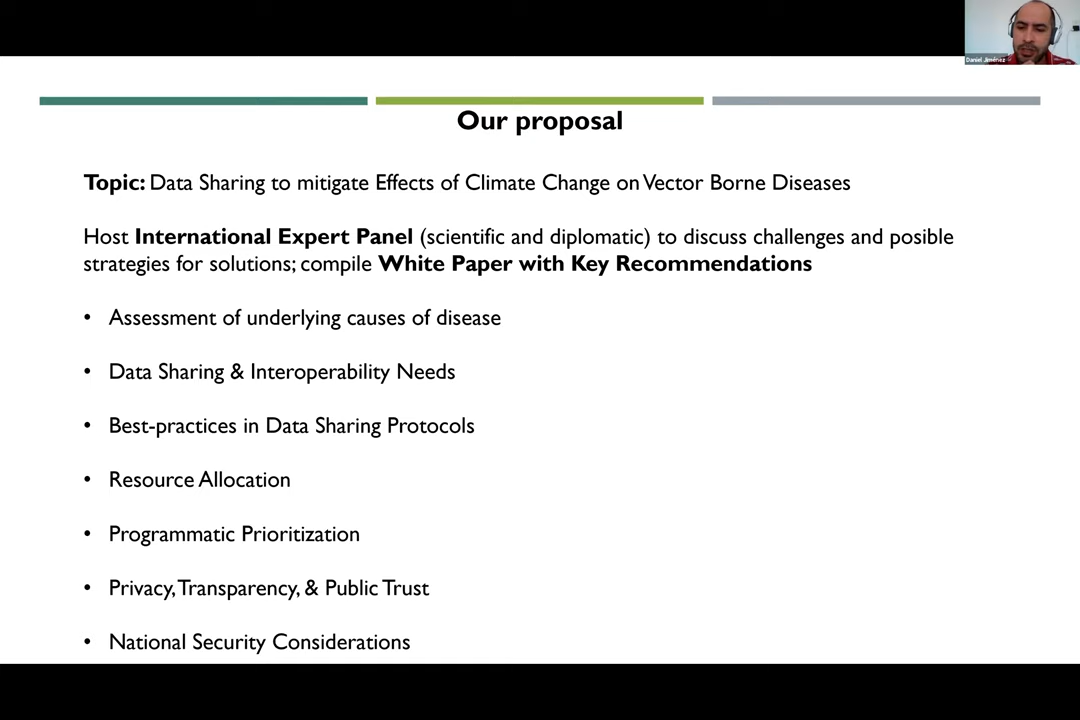 Daniel Jiménez
Our proposal
Topic: Data Sharing to mitigate Effects of Climate Change on Vector Borne Diseases
Host International Expert Panel (scientific and diplomatic) to discuss challenges and posible
strategies for solutions; compile White Paper with Key Recommendations
• Assessment of underlying causes of disease
• Data Sharing & Interoperability Needs
• Best-practices in Data Sharing Protocols
• Resource Allocation
• Programmatic Prioritization
• Privacy, Transparency, & Public Trust
• National Security Considerations